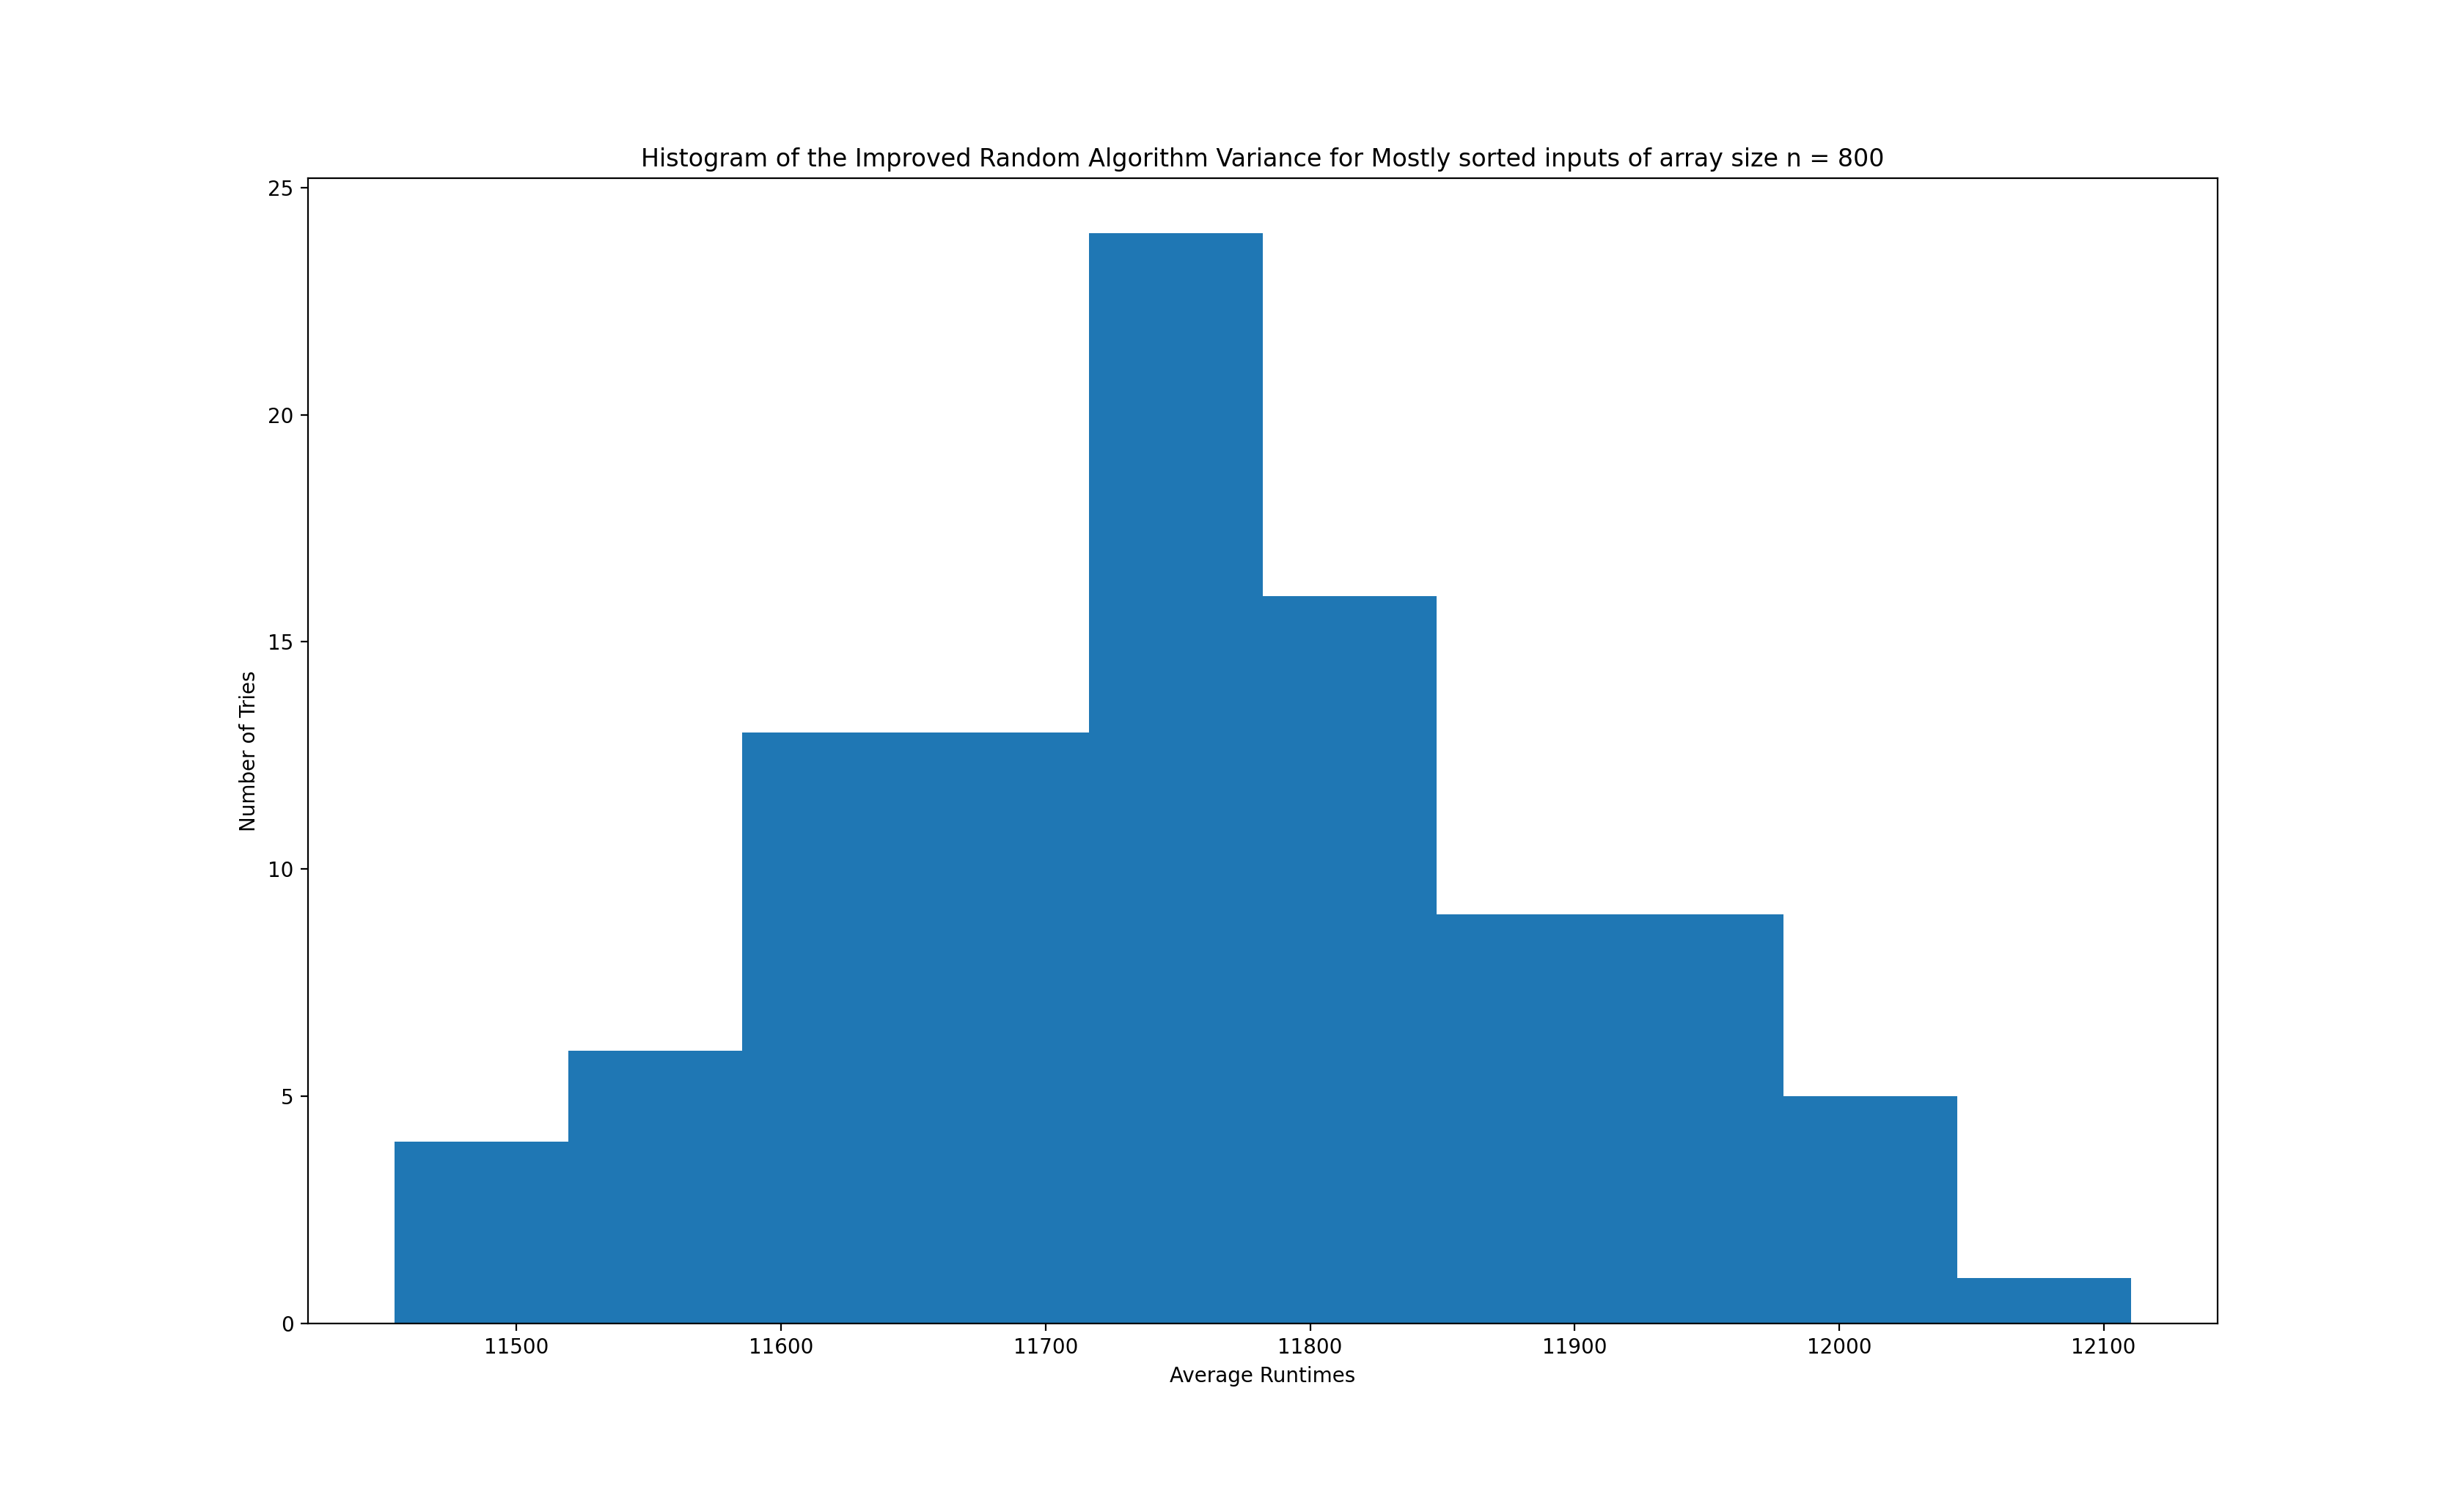 Histogram of the Improved Random Algorithm Variance for Mostly sorted inputs of array size n = 800
25
20
15
10
5
0
Number of Tries
11500 11600 11700 11800 11900 12000 12100
Average Runtimes